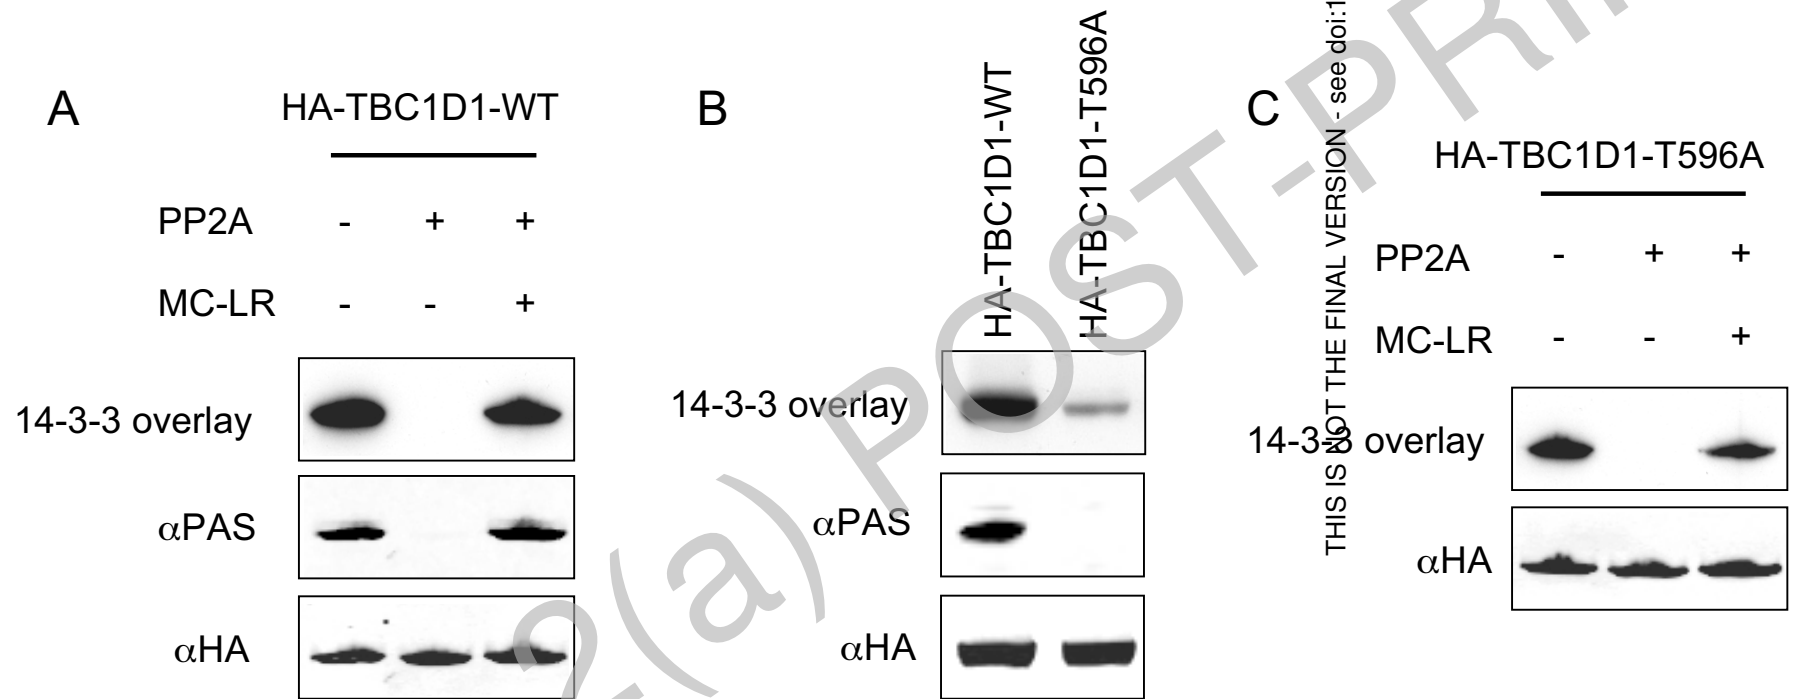 A
HA-TBC1D1-WT
PP2A - + +
MC-LR - - +
14-3-3 overlay
αPAS
αHA
B
HA-TBC1D1-WT
HA-TBC1D1-T596A
14-3-3 overlay
αPAS
αHA
C
HA-TBC1D1-T596A
PP2A - + +
MC-LR - - +
14-3-3 overlay
αHA
THIS IS NOT THE FINAL VERSION - see doi:1
2(a) POST-PRI